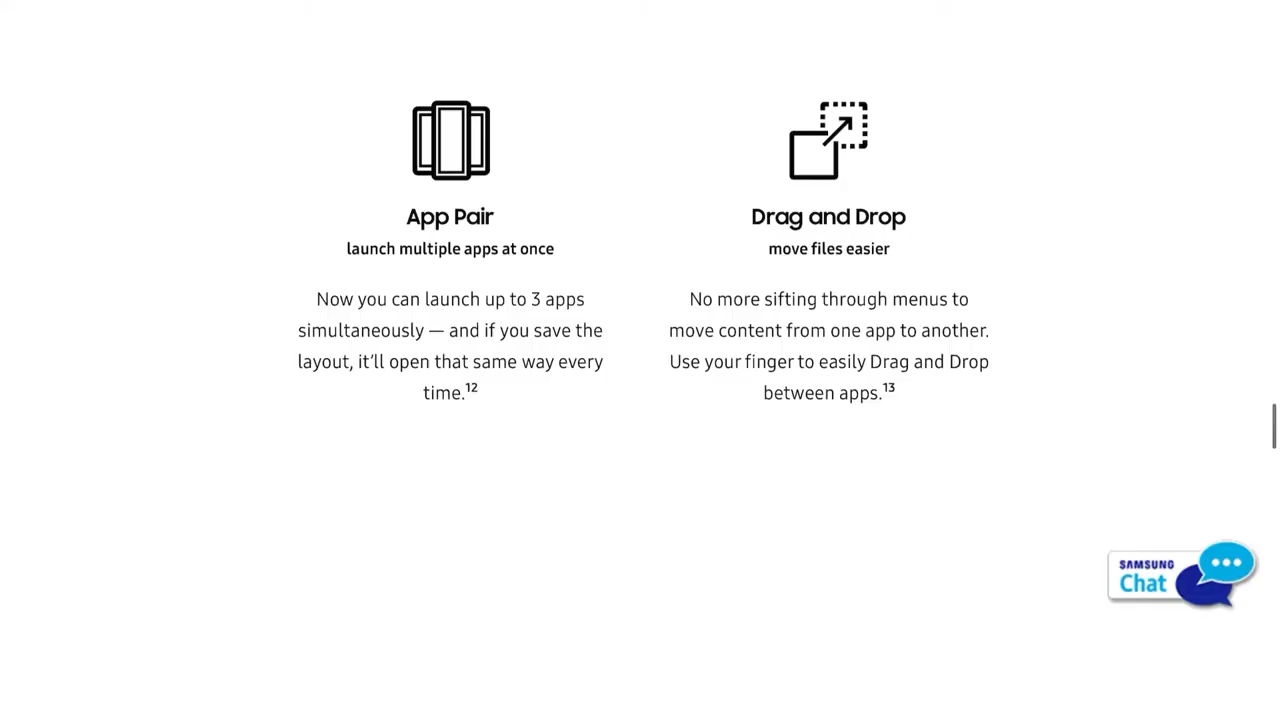 App Pair
launch multiple apps at once
Now you can launch up to 3 apps
simultaneously — and if you save the
layout, it’ll open that same way every
time.12
Drag and Drop
move files easier
No more sifting through menus to
move content from one app to another.
Use your finger to easily Drag and Drop
between apps.13
SAMSUNG
Chat